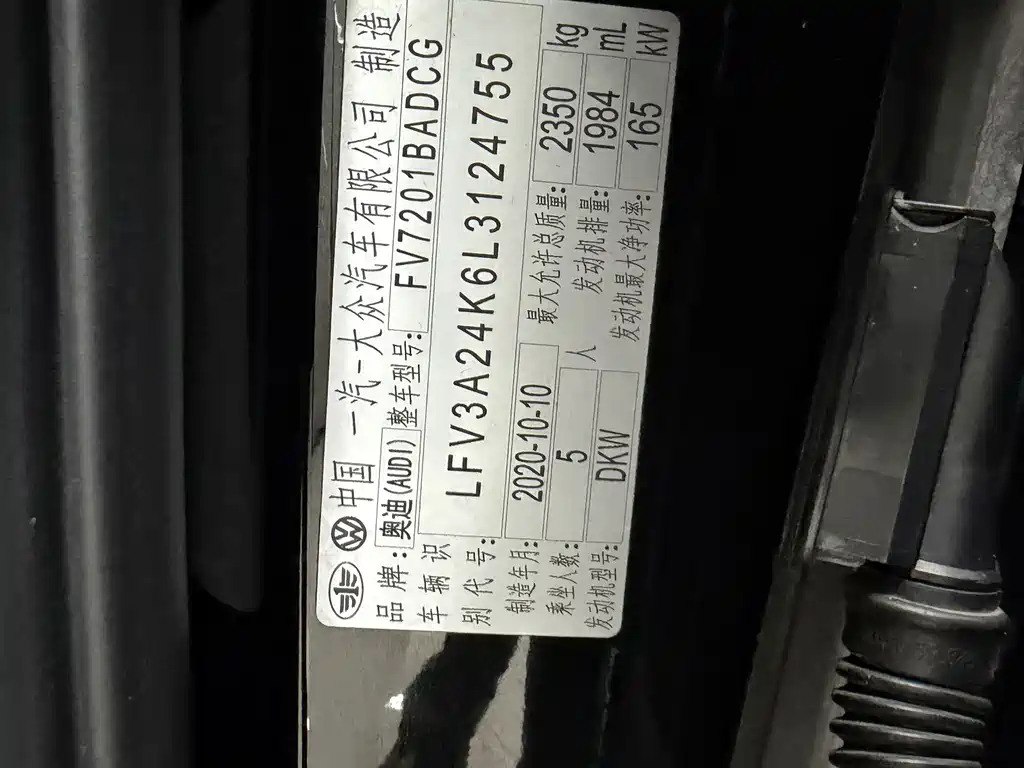 中国 一汽-大众汽车有限公司 制造
品牌: 奥迪(AUDI) 整车型号: FV7201BADCG
车辆识别代号: LFV3A24K6L3124755
制造年月: 2020-10-10 最大允许总质量: 2350 kg
乘坐人数: 5 人 发动机排量: 1984 mL
发动机型号: DKW 发动机最大净功率: 165 kW